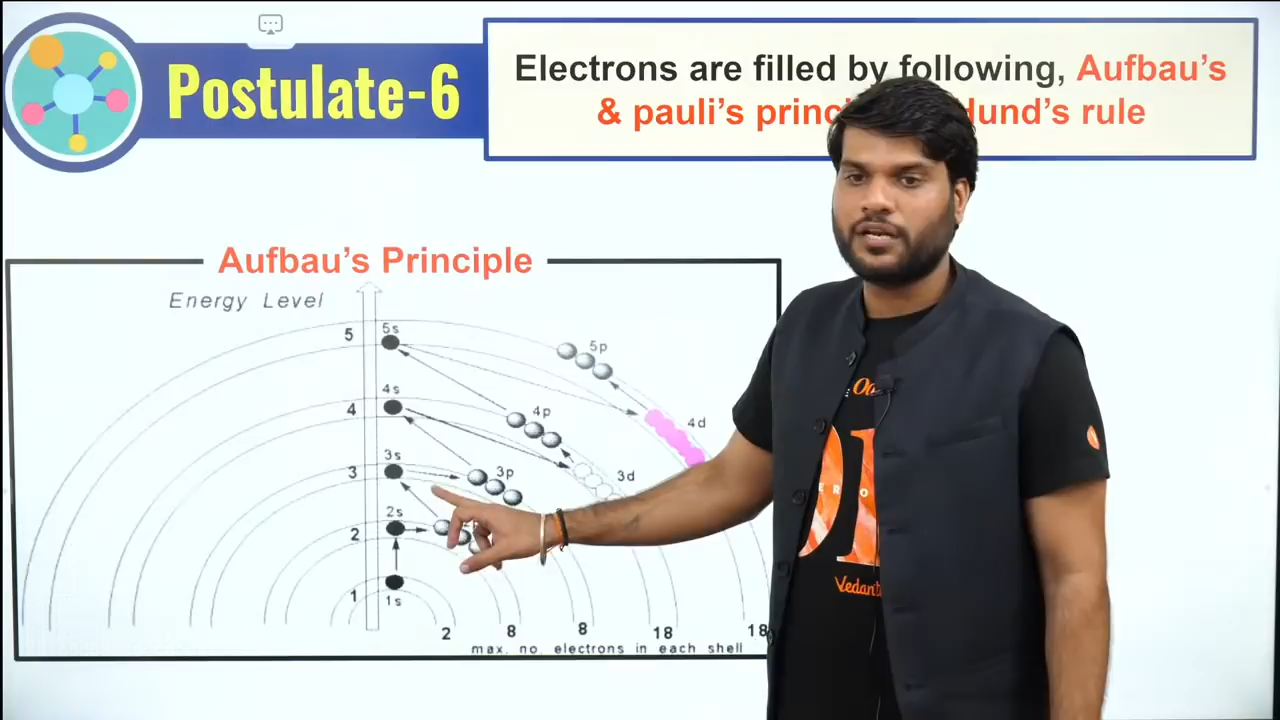 Postulate-6
Electrons are filled by following, Aufbau's
& pauli's Hund's rule
Aufbau's Principle
Energy Level
5 5s 5p
4 4s 4p 4d
3 3s 3p 3d
2 2s
1 1s
2 8 8 18 18
max. no. electrons in each shell
Vedant